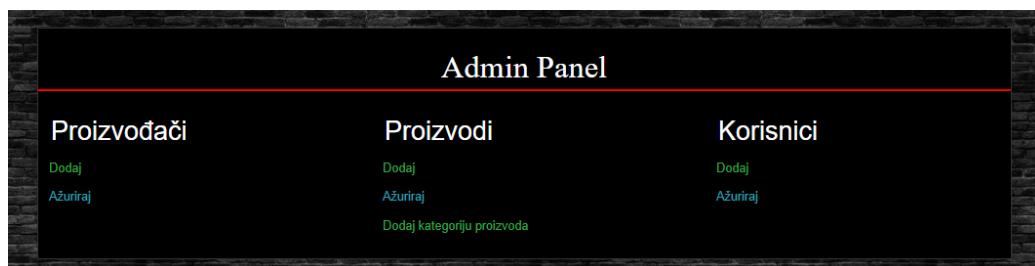 Admin Panel
Proizvođači
Dodaj
Ažuriraj
Proizvodi
Dodaj
Ažuriraj
Dodaj kategoriju proizvoda
Korisnici
Dodaj
Ažuriraj